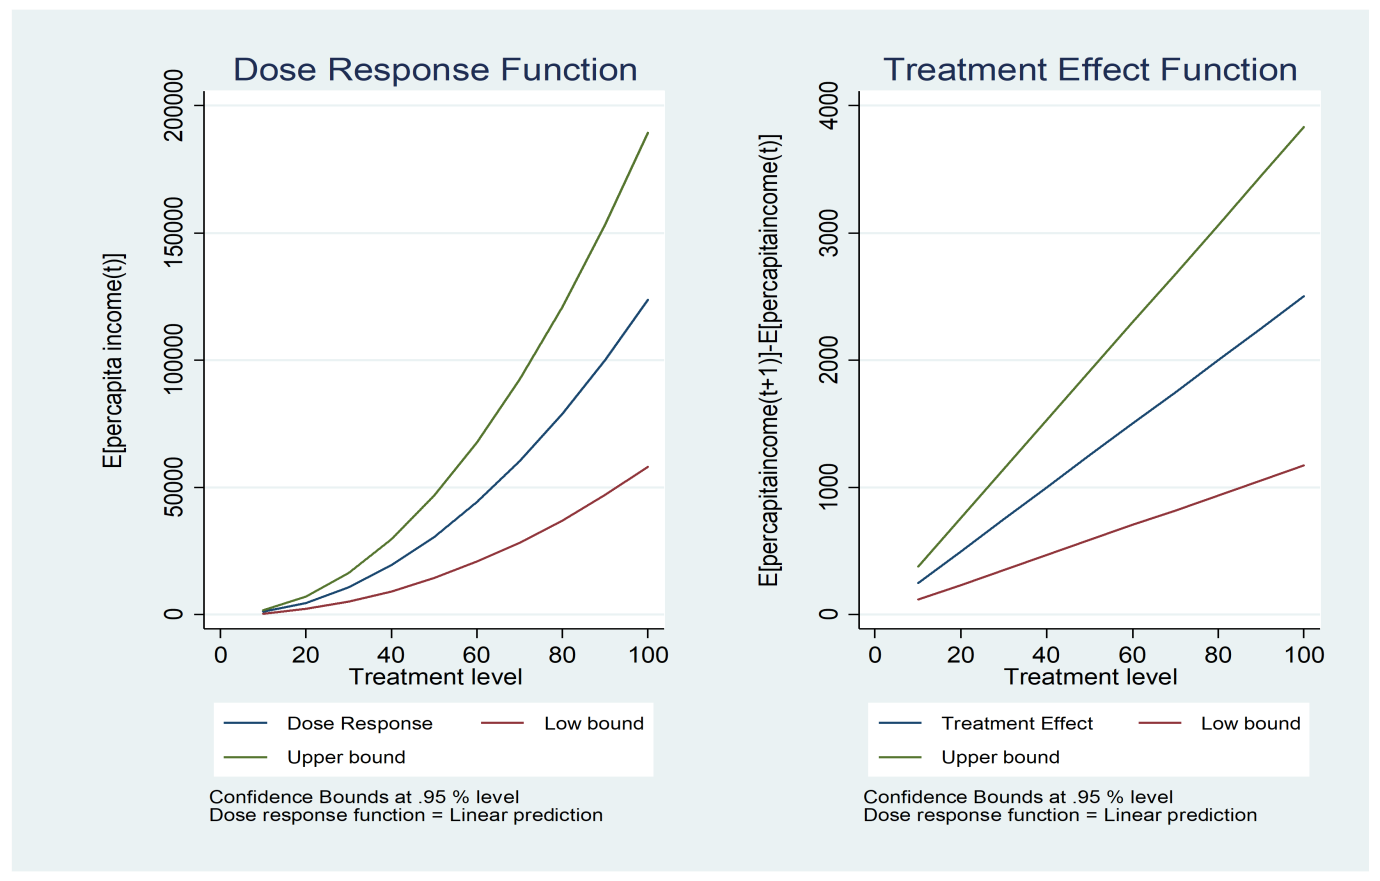 Dose Response Function
E[percapita income(t)]
200000
150000
100000
50000
0
0 20 40 60 80 100
Treatment level
Dose Response Low bound
Upper bound
Confidence Bounds at .95 % level
Dose response function = Linear prediction
Treatment Effect Function
E[percapitaincome(t+1)]-E[percapitaincome(t)]
4000
3000
2000
1000
0
0 20 40 60 80 100
Treatment level
Treatment Effect Low bound
Upper bound
Confidence Bounds at .95 % level
Dose response function = Linear prediction